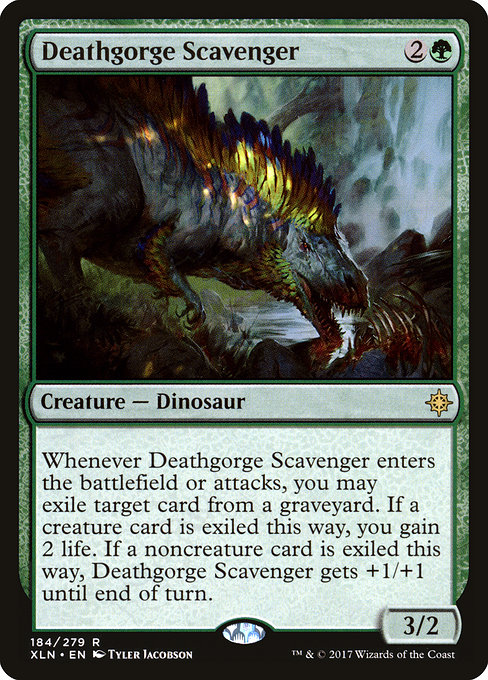 Deathgorge Scavenger 2
Creature — Dinosaur
Whenever Deathgorge Scavenger enters
the battlefield or attacks, you may
exile target card from a graveyard. If a
creature card is exiled this way, you gain
2 life. If a noncreature card is exiled this
way, Deathgorge Scavenger gets +1/+1
until end of turn.
3/2
184/279 R
XLN • EN Tyler Jacobson
™ & © 2017 Wizards of the Coast